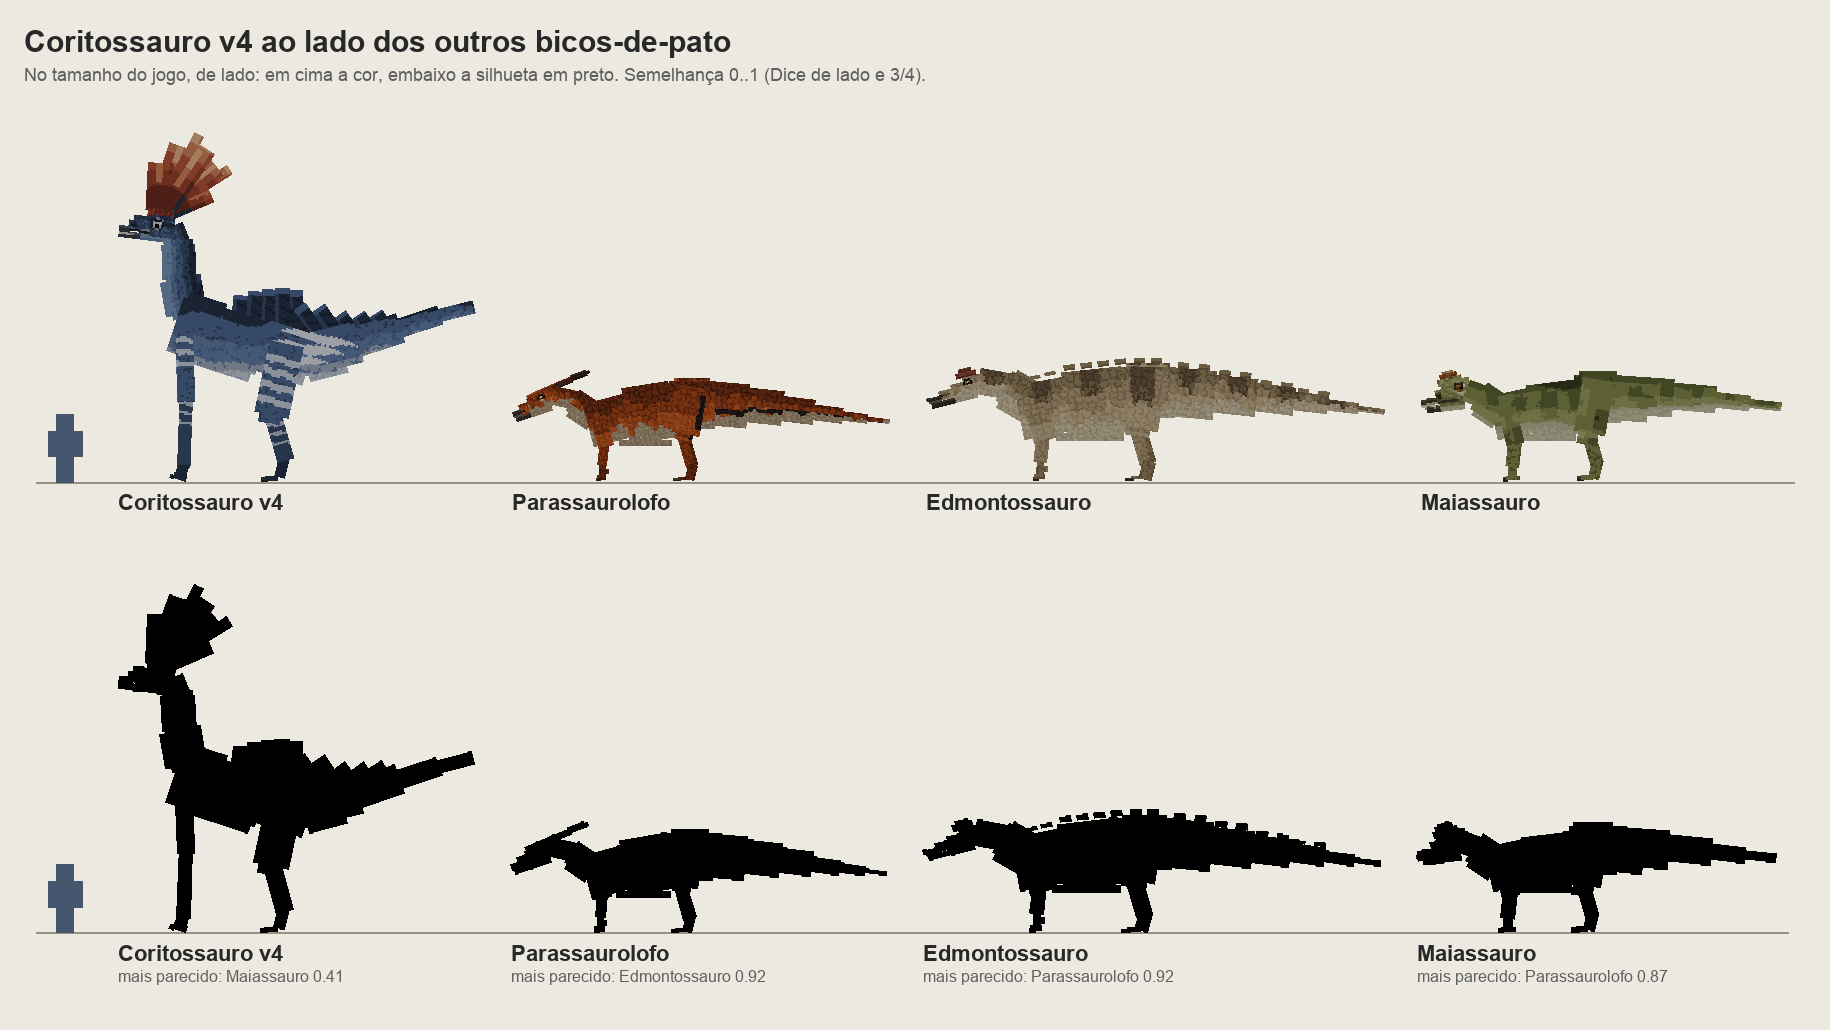 Coritossauro v4 ao lado dos outros bicos-de-pato
No tamanho do jogo, de lado: em cima a cor, embaixo a silhueta em preto. Semelhança 0..1 (Dice de lado e 3/4).
Coritossauro v4
Parassaurolofo
Edmontossauro
Maiassauro
Coritossauro v4
mais parecido: Maiassauro 0.41
Parassaurolofo
mais parecido: Edmontossauro 0.92
Edmontossauro
mais parecido: Parassaurolofo 0.92
Maiassauro
mais parecido: Parassaurolofo 0.87